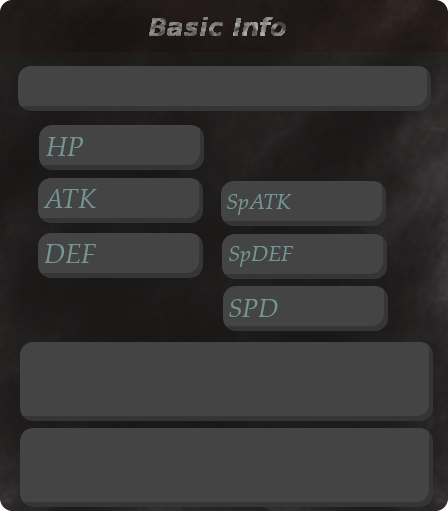 Basic Info
HP
ATK
DEF
SpATK
SpDEF
SPD